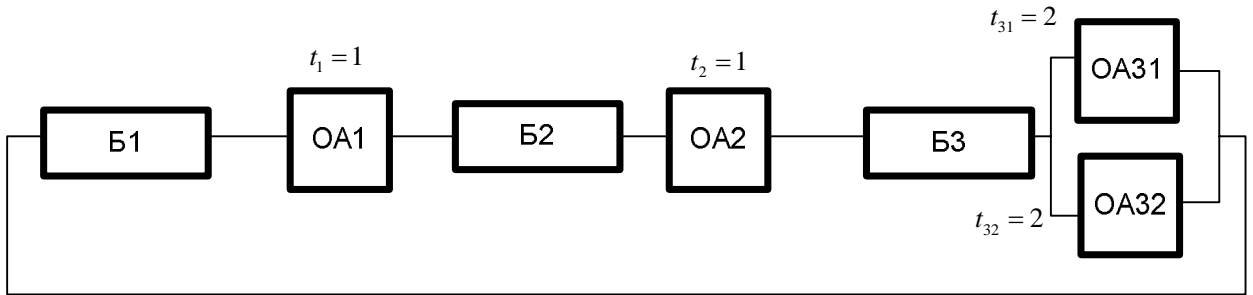 t₃₁ = 2
t₁ = 1
t₂ = 1
ОА31
Б1
ОА1
Б2
ОА2
Б3
ОА32
t₃₂ = 2